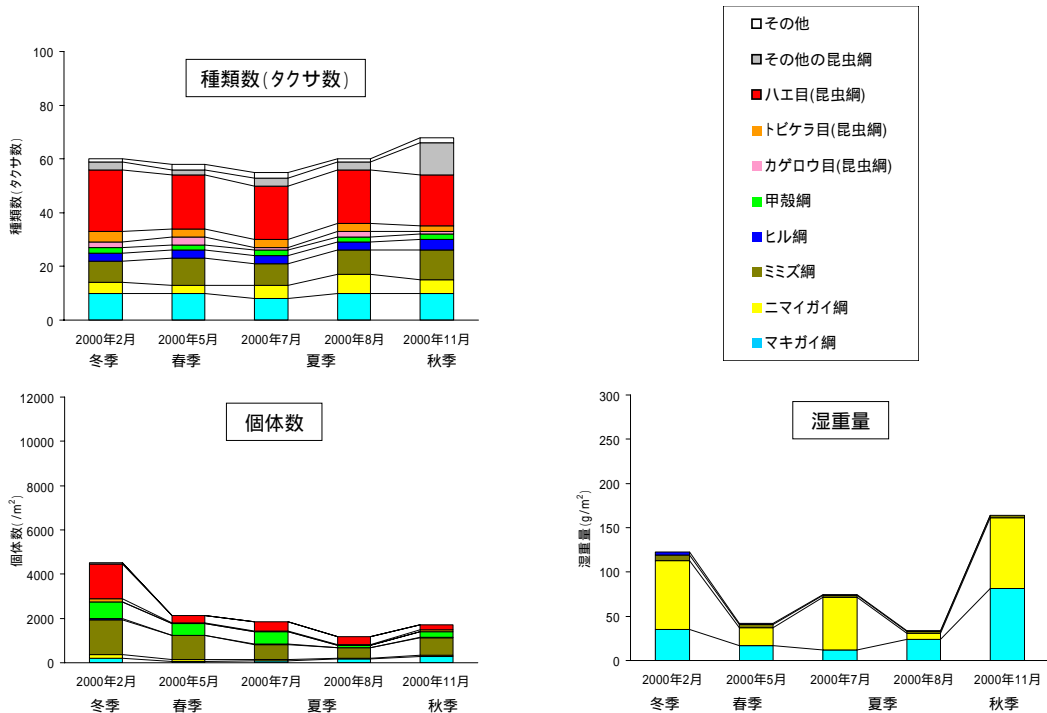 種類数(タクサ数)
種類数(タクサ数)
100
80
60
40
20
0
2000年2月 2000年5月 2000年7月 2000年8月 2000年11月
冬季 春季 夏季 秋季
その他
その他の昆虫綱
ハエ目(昆虫綱)
トビケラ目(昆虫綱)
カゲロウ目(昆虫綱)
甲殻綱
ヒル綱
ミミズ綱
ニマイガイ綱
マキガイ綱
個体数
個体数(/m²)
12000
10000
8000
6000
4000
2000
0
2000年2月 2000年5月 2000年7月 2000年8月 2000年11月
冬季 春季 夏季 秋季
湿重量
湿重量(g/m²)
300
250
200
150
100
50
0
2000年2月 2000年5月 2000年7月 2000年8月 2000年11月
冬季 春季 夏季 秋季